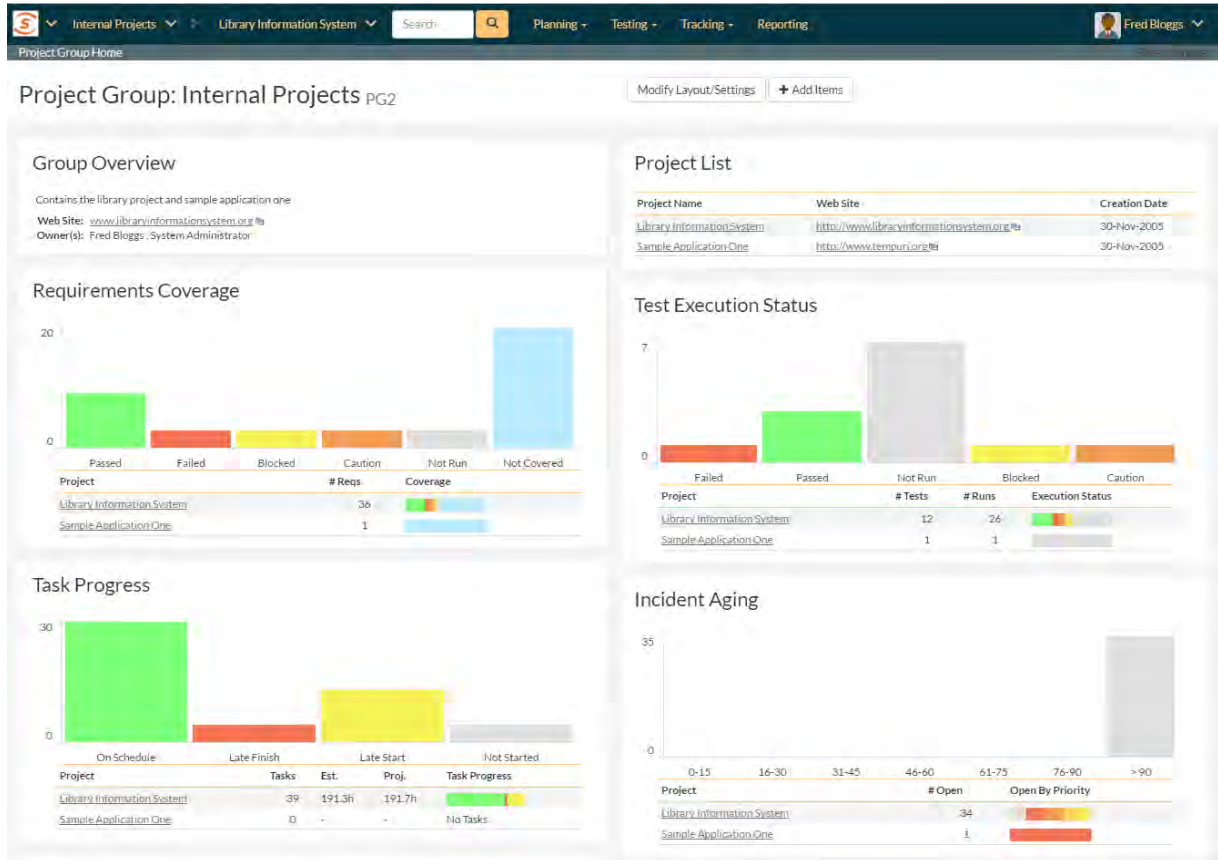 Internal Projects
Library Information System
Search
Planning
Testing
Tracking
Reporting
Fred Bloggs
Project Group Home
Project Group: Internal Projects PG2
Modify Layout/Settings
+ Add Items
Group Overview
Contains the library project and sample application one
Web Site: www.libraryinformationsystem.org
Owner(s): Fred Bloggs , System Administrator
Project List
Project Name Web Site Creation Date
Library Information System http://www.libraryinformationsystem.org 30-Nov-2005
Sample Application One http://www.tempuri.org 30-Nov-2005
Requirements Coverage
20
0
Passed Failed Blocked Caution Not Run Not Covered
Project # Reqs Coverage
Library Information System 36
Sample Application One 1
Test Execution Status
7
0
Failed Passed Not Run Blocked Caution
Project # Tests # Runs Execution Status
Library Information System 12 26
Sample Application One 1 1
Task Progress
30
0
On Schedule Late Finish Late Start Not Started
Project Tasks Est. Proj. Task Progress
Library Information System 39 191.3h 191.7h
Sample Application One 0 - - No Tasks
Incident Aging
35
0
0-15 16-30 31-45 46-60 61-75 76-90 >90
Project # Open Open By Priority
Library Information System 34
Sample Application One 1